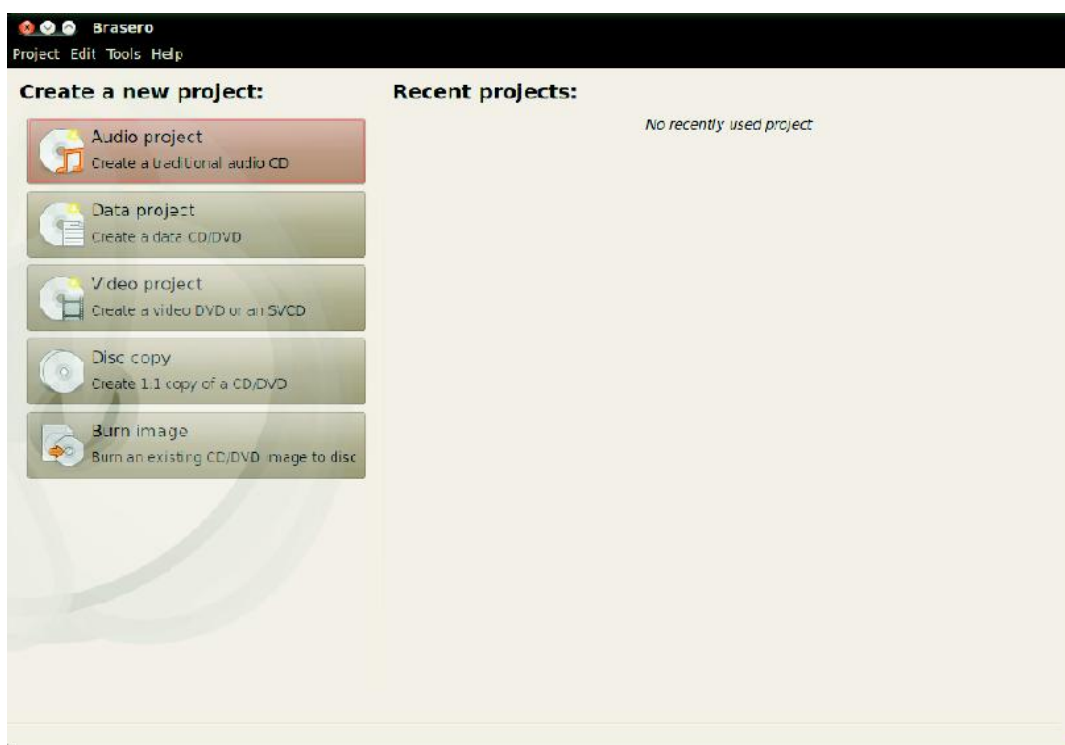 Brasero
Project Edit Tools Help
Create a new project:
Audio project
Create a traditional audio CD
Data project
Create a data CD/DVD
Video project
Create a video DVD or an SVCD
Disc copy
Create 1:1 copy of a CD/DVD
Burn image
Burn an existing CD/DVD image to disc
Recent projects:
No recently used project